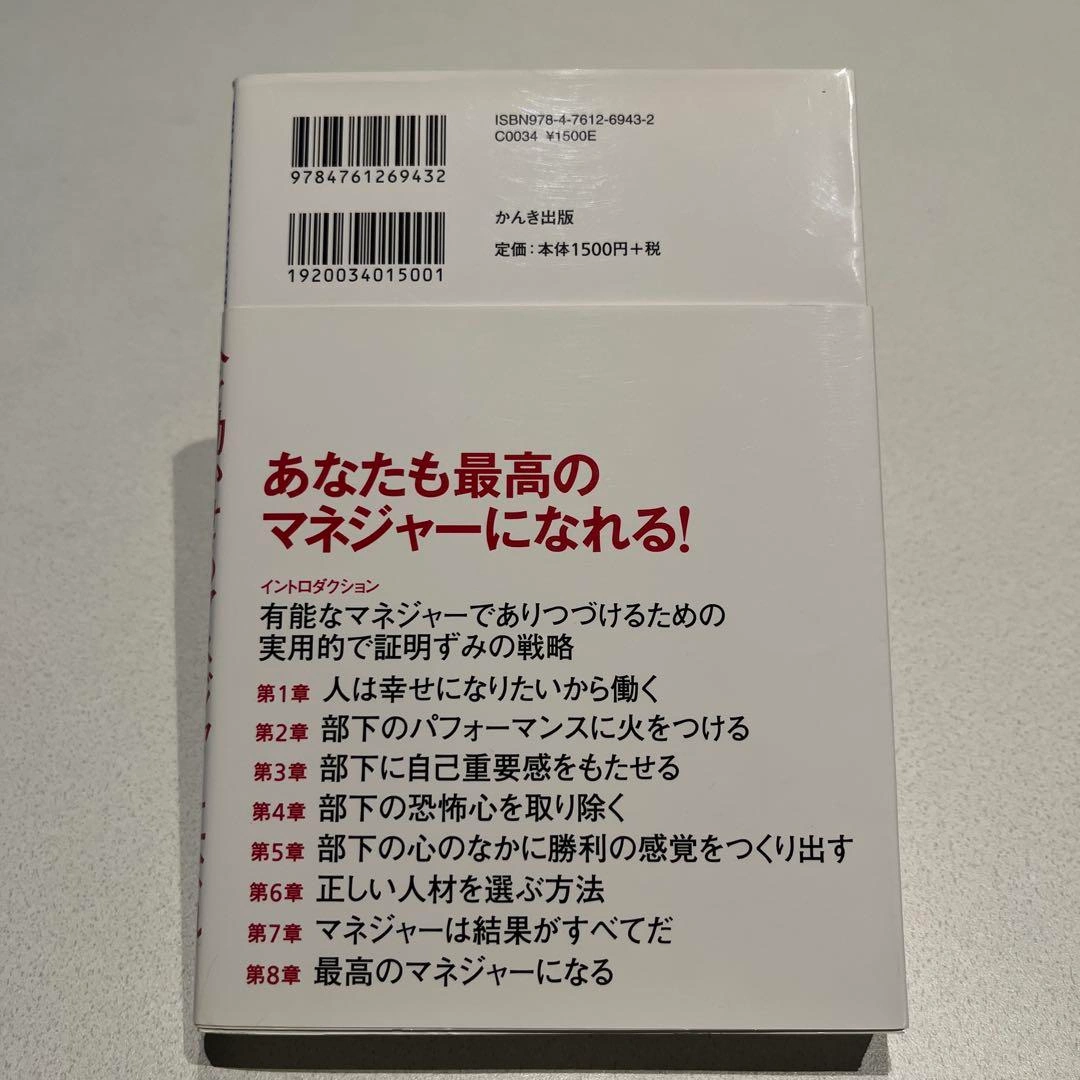 ISBN978-4-7612-6943-2
C0034 ¥1500E
9784761269432
かんき出版
定価：本体1500円＋税
1920034015001
あなたも最高の
マネジャーになれる！
イントロダクション
有能なマネジャーでありつづけるための
実用的で証明ずみの戦略
第1章 人は幸せになりたいから働く
第2章 部下のパフォーマンスに火をつける
第3章 部下に自己重要感をもたせる
第4章 部下の恐怖心を取り除く
第5章 部下の心のなかに勝利の感覚をつくり出す
第6章 正しい人材を選ぶ方法
第7章 マネジャーは結果がすべてだ
第8章 最高のマネジャーになる